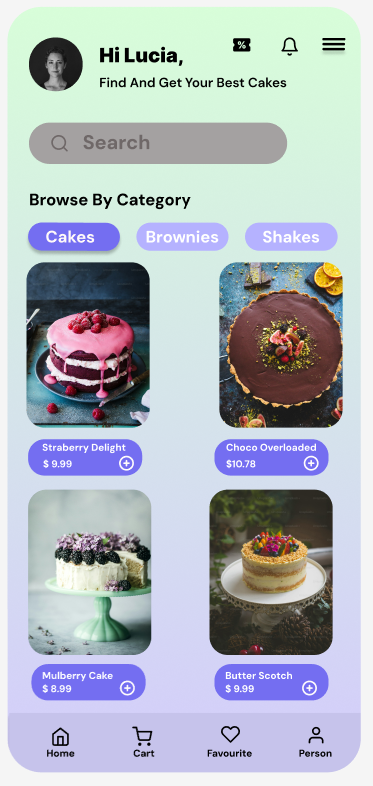 %
Hi Lucia,
Find And Get Your Best Cakes
Search
Browse By Category
Cakes Brownies Shakes
Straberry Delight Choco Overloaded
$ 9.99 $10.78
Mulberry Cake Butter Scotch
$ 8.99 $ 9.99
Home Cart Favourite Person